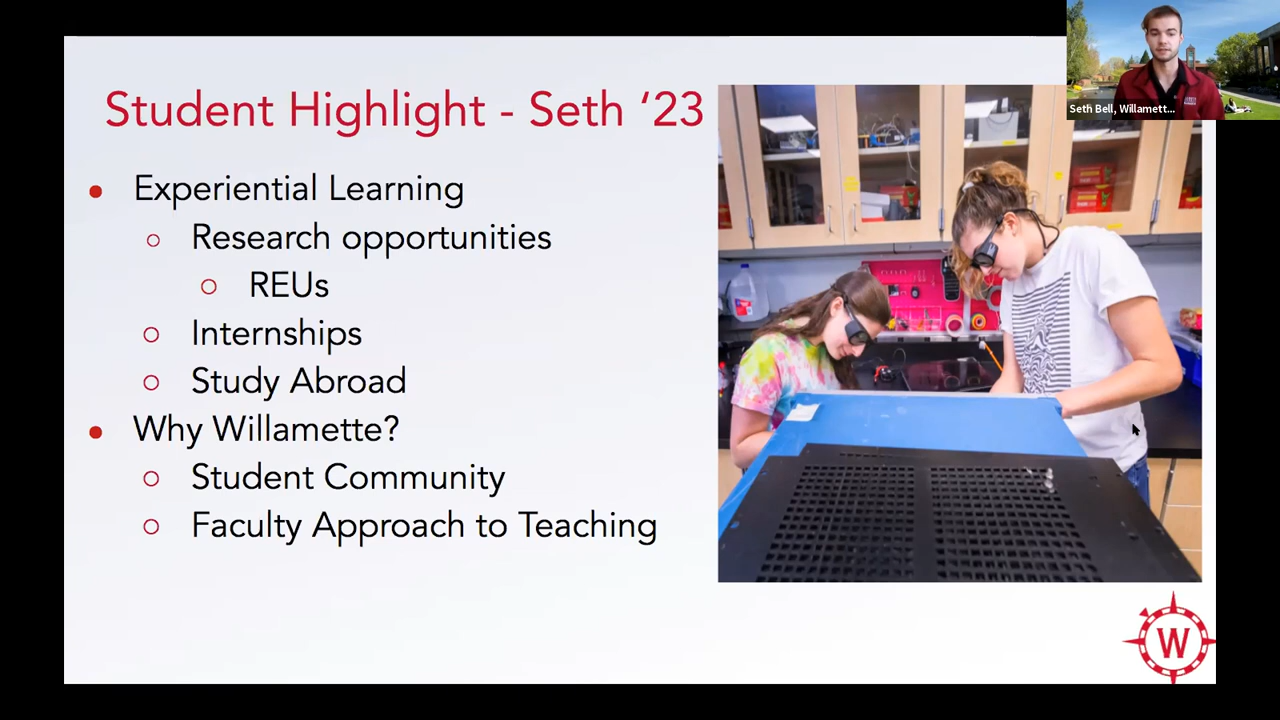 Student Highlight - Seth ‘23
Experiential Learning
Research opportunities
REUs
Internships
Study Abroad
Why Willamette?
Student Community
Faculty Approach to Teaching
Seth Bell, Willamett...
W